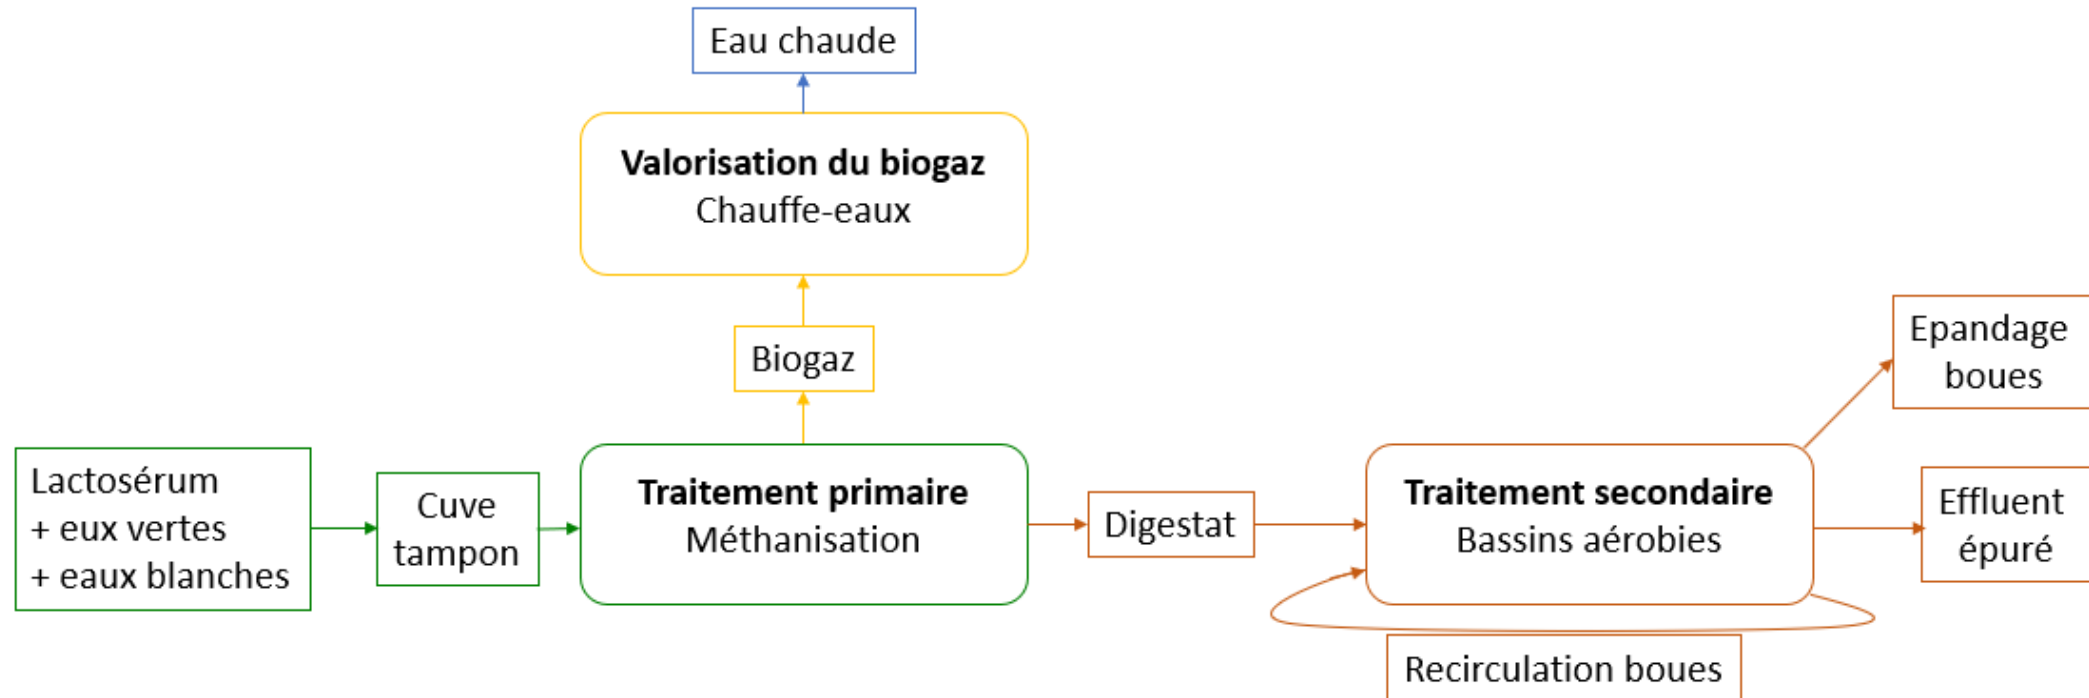 Eau chaude
Valorisation du biogaz
Chauffe-eaux
Biogaz
Lactosérum
+ eux vertes
+ eaux blanches
Cuve
tampon
Traitement primaire
Méthanisation
Digestat
Traitement secondaire
Bassins aérobies
Epandage
boues
Effluent
épuré
Recirculation boues